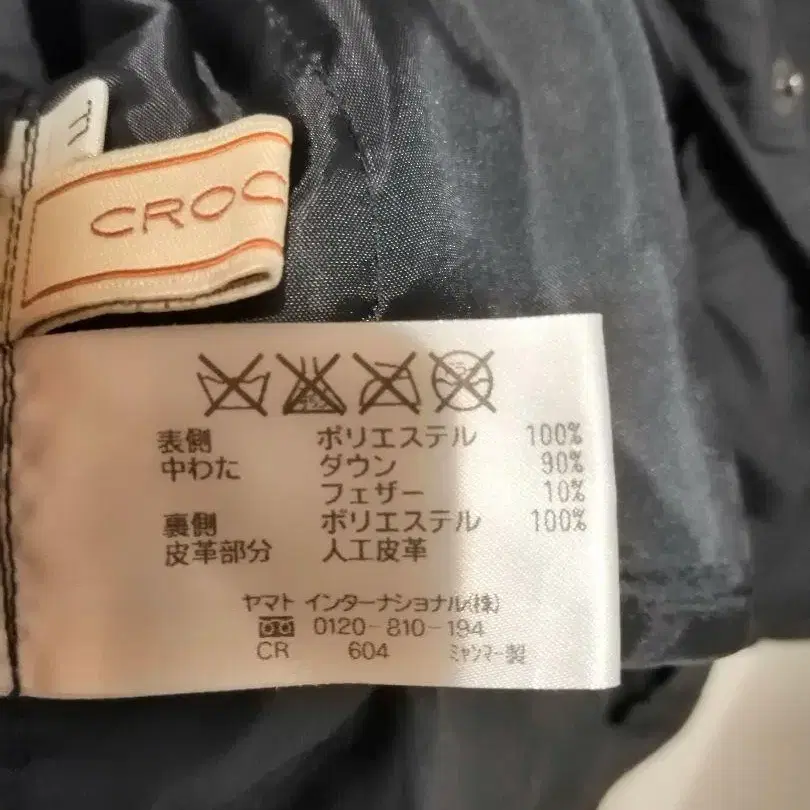 CROC
表側 ポリエステル 100%
中わた ダウン 90%
フェザー 10%
裏側 ポリエステル 100%
皮革部分 人工皮革
ヤマト インターナショナル(株)
0120-810-194
CR 604 ミャンマー製